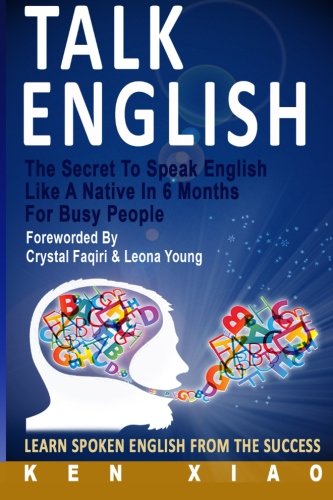 TALK
ENGLISH
The Secret To Speak English
Like A Native In 6 Months
For Busy People
Foreworded By
Crystal Faqiri & Leona Young
LEARN SPOKEN ENGLISH FROM THE SUCCESS
KEN XIAO